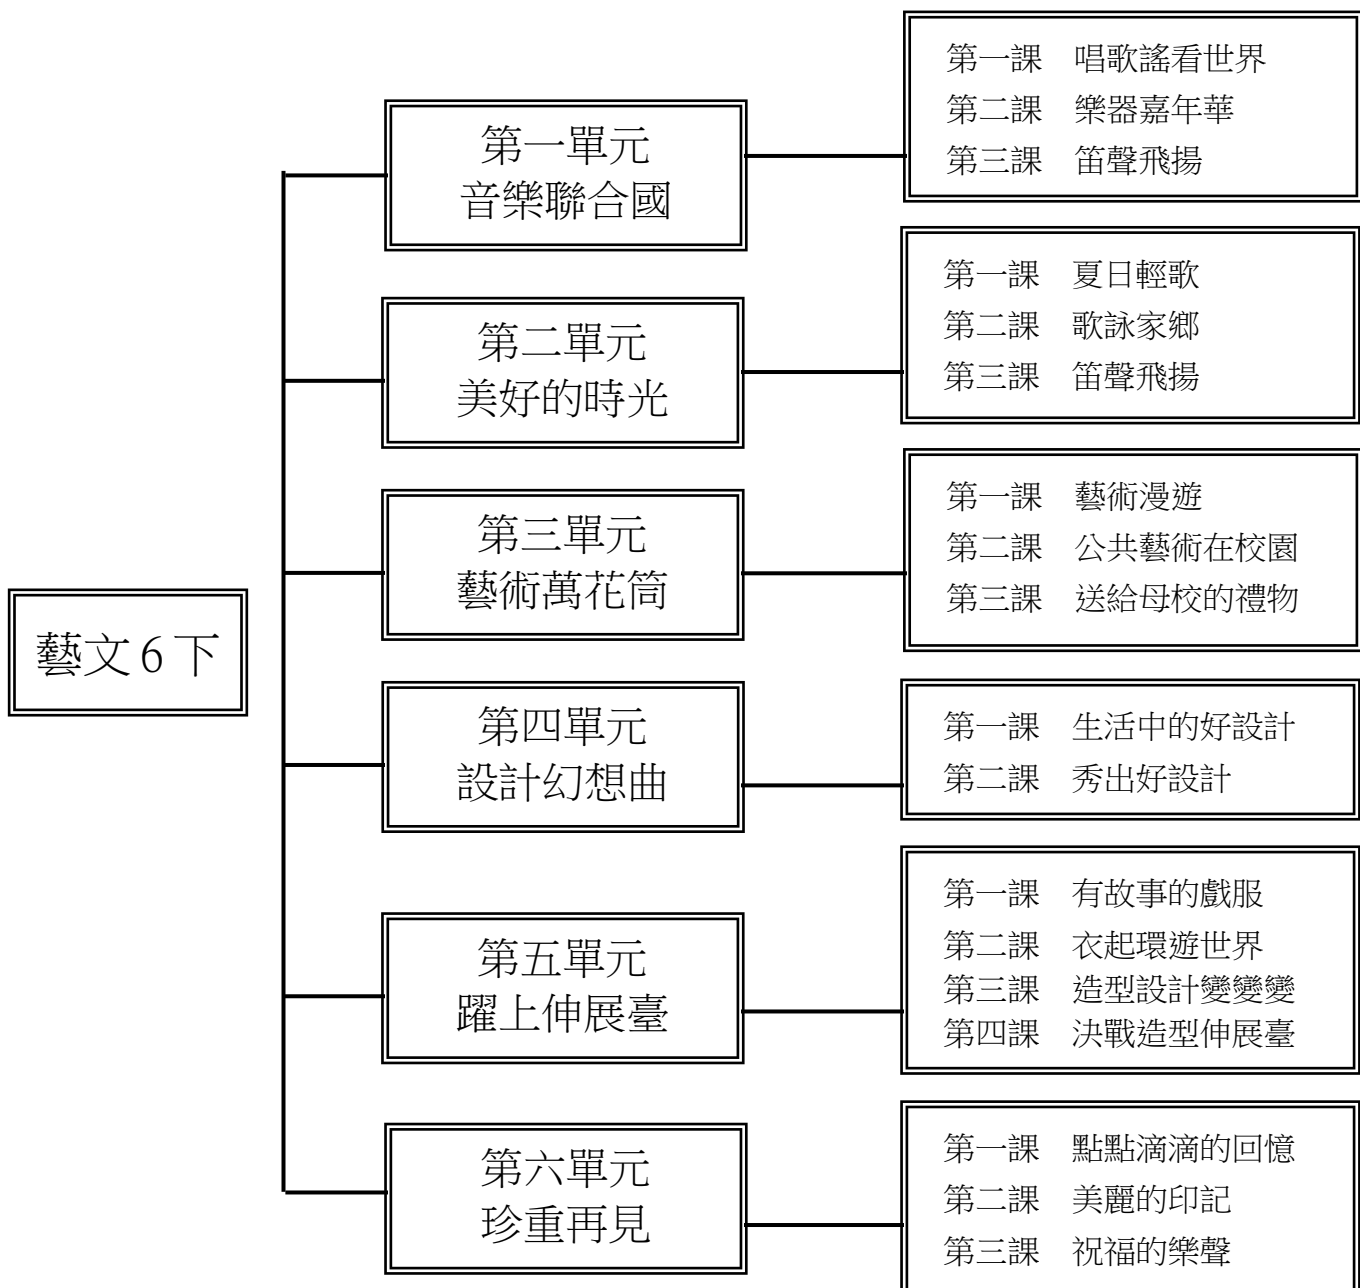 藝文6下
第一單元
音樂聯合國
第一課 唱歌謠看世界
第二課 樂器嘉年華
第三課 笛聲飛揚
第二單元
美好的時光
第一課 夏日輕歌
第二課 歌詠家鄉
第三課 笛聲飛揚
第三單元
藝術萬花筒
第一課 藝術漫遊
第二課 公共藝術在校園
第三課 送給母校的禮物
第四單元
設計幻想曲
第一課 生活中的好設計
第二課 秀出好設計
第五單元
躍上伸展臺
第一課 有故事的戲服
第二課 衣起環遊世界
第三課 造型設計變變變
第四課 決戰造型伸展臺
第六單元
珍重再見
第一課 點點滴滴的回憶
第二課 美麗的印記
第三課 祝福的樂聲